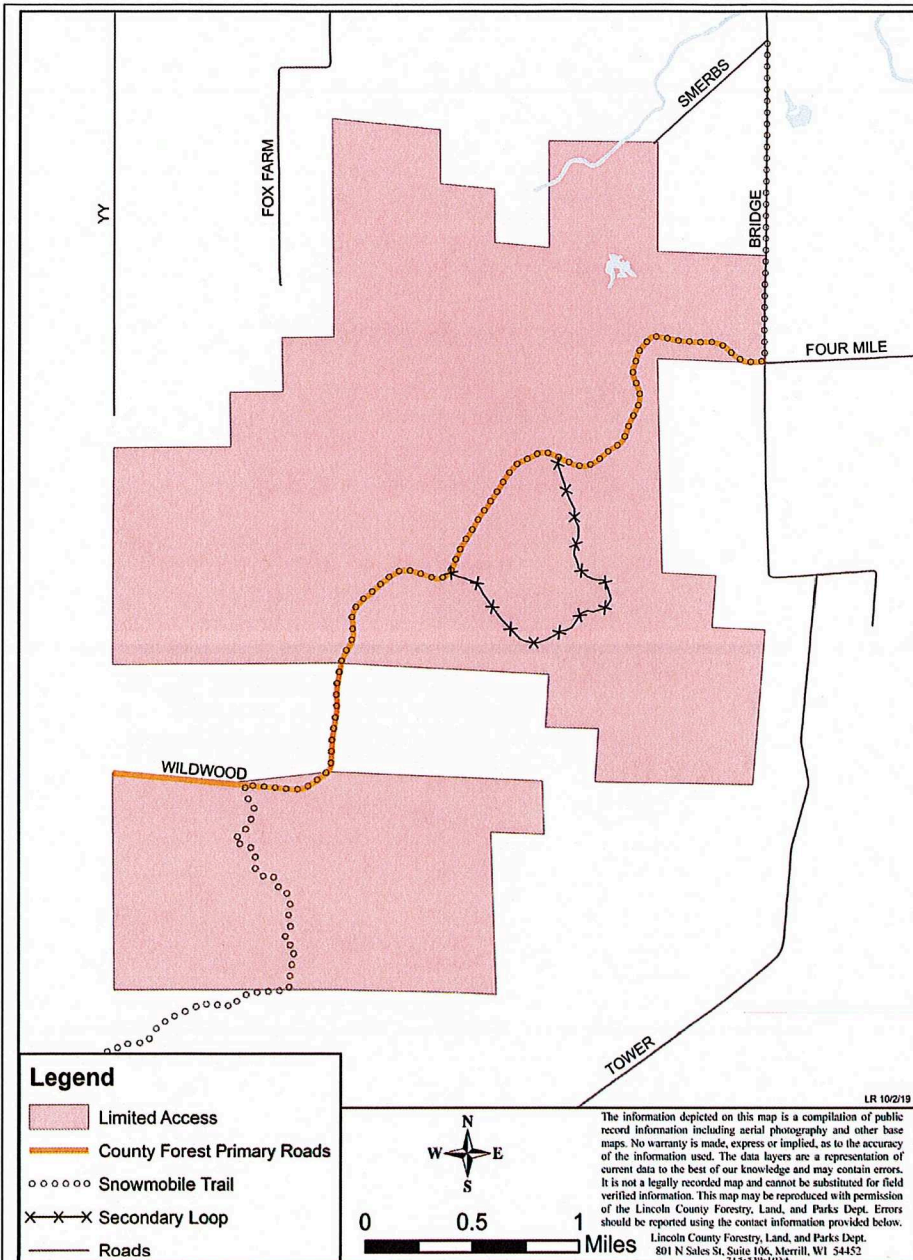 SMERBS
FOX FARM
YY
BRIDGE
FOUR MILE
WILDWOOD
TOWER
LR 10/2/19
Legend
Limited Access
County Forest Primary Roads
Snowmobile Trail
Secondary Loop
Roads
N
W E
S
0 0.5 1
Miles
The information depicted on this map is a compilation of public
record information including aerial photography and other base
maps. No warranty is made, express or implied, as to the accuracy
of the information used. The data layers are a representation of
current data to the best of our knowledge and may contain errors.
It is not a legally recorded map and cannot be substituted for field
verified information. This map may be reproduced with permission
of the Lincoln County Forestry, Land, and Parks Dept. Errors
should be reported using the contact information provided below.
Lincoln County Forestry, Land, and Parks Dept.
801 N Sales St, Suite 106, Merrill, WI 54452